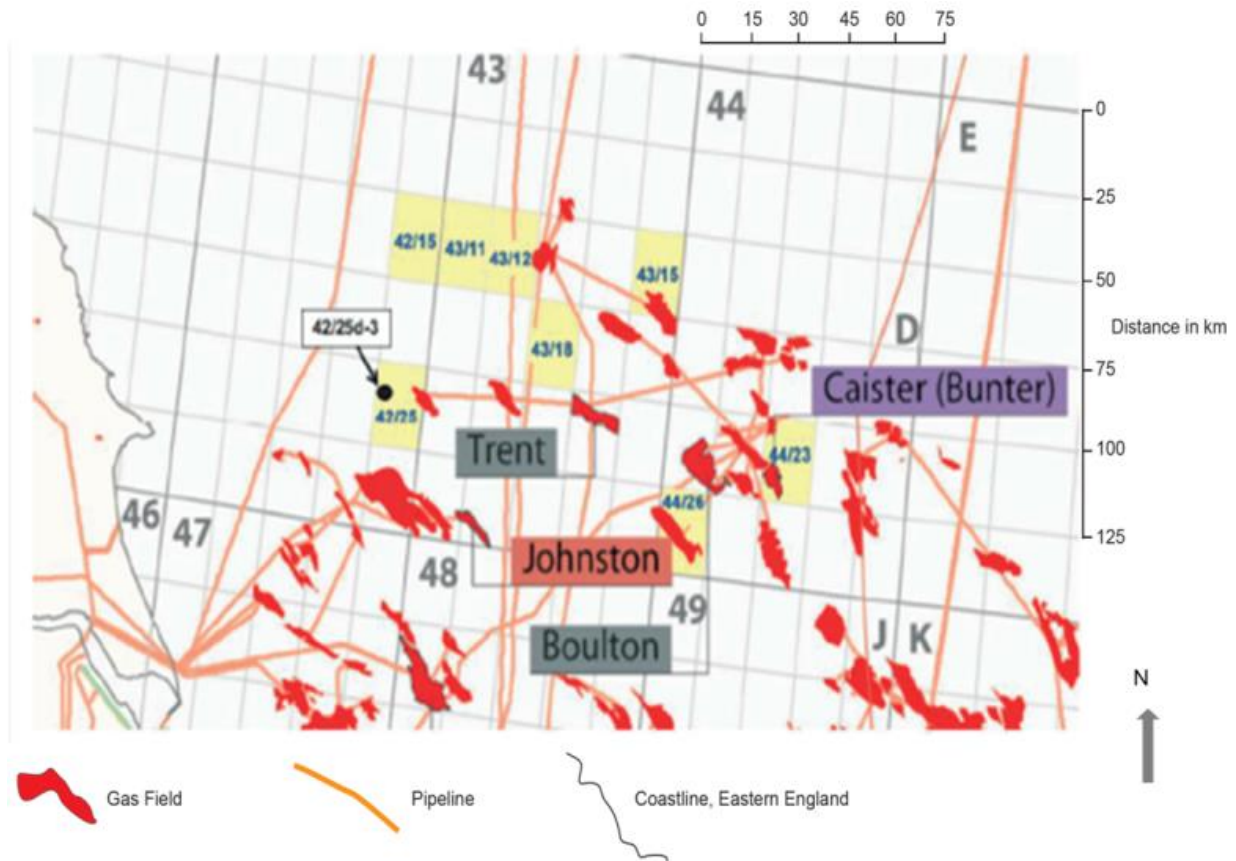 0 15 30 45 60 75
43
44
E
0
25
42/15 43/11 43/12
43/15
50
42/25d-3
D
Distance in km
43/18
75
Caister (Bunter)
42/25
Trent
44/23
100
46 47
44/26
125
48
Johnston
49
J K
Boulton
N
Gas Field
Pipeline
Coastline, Eastern England